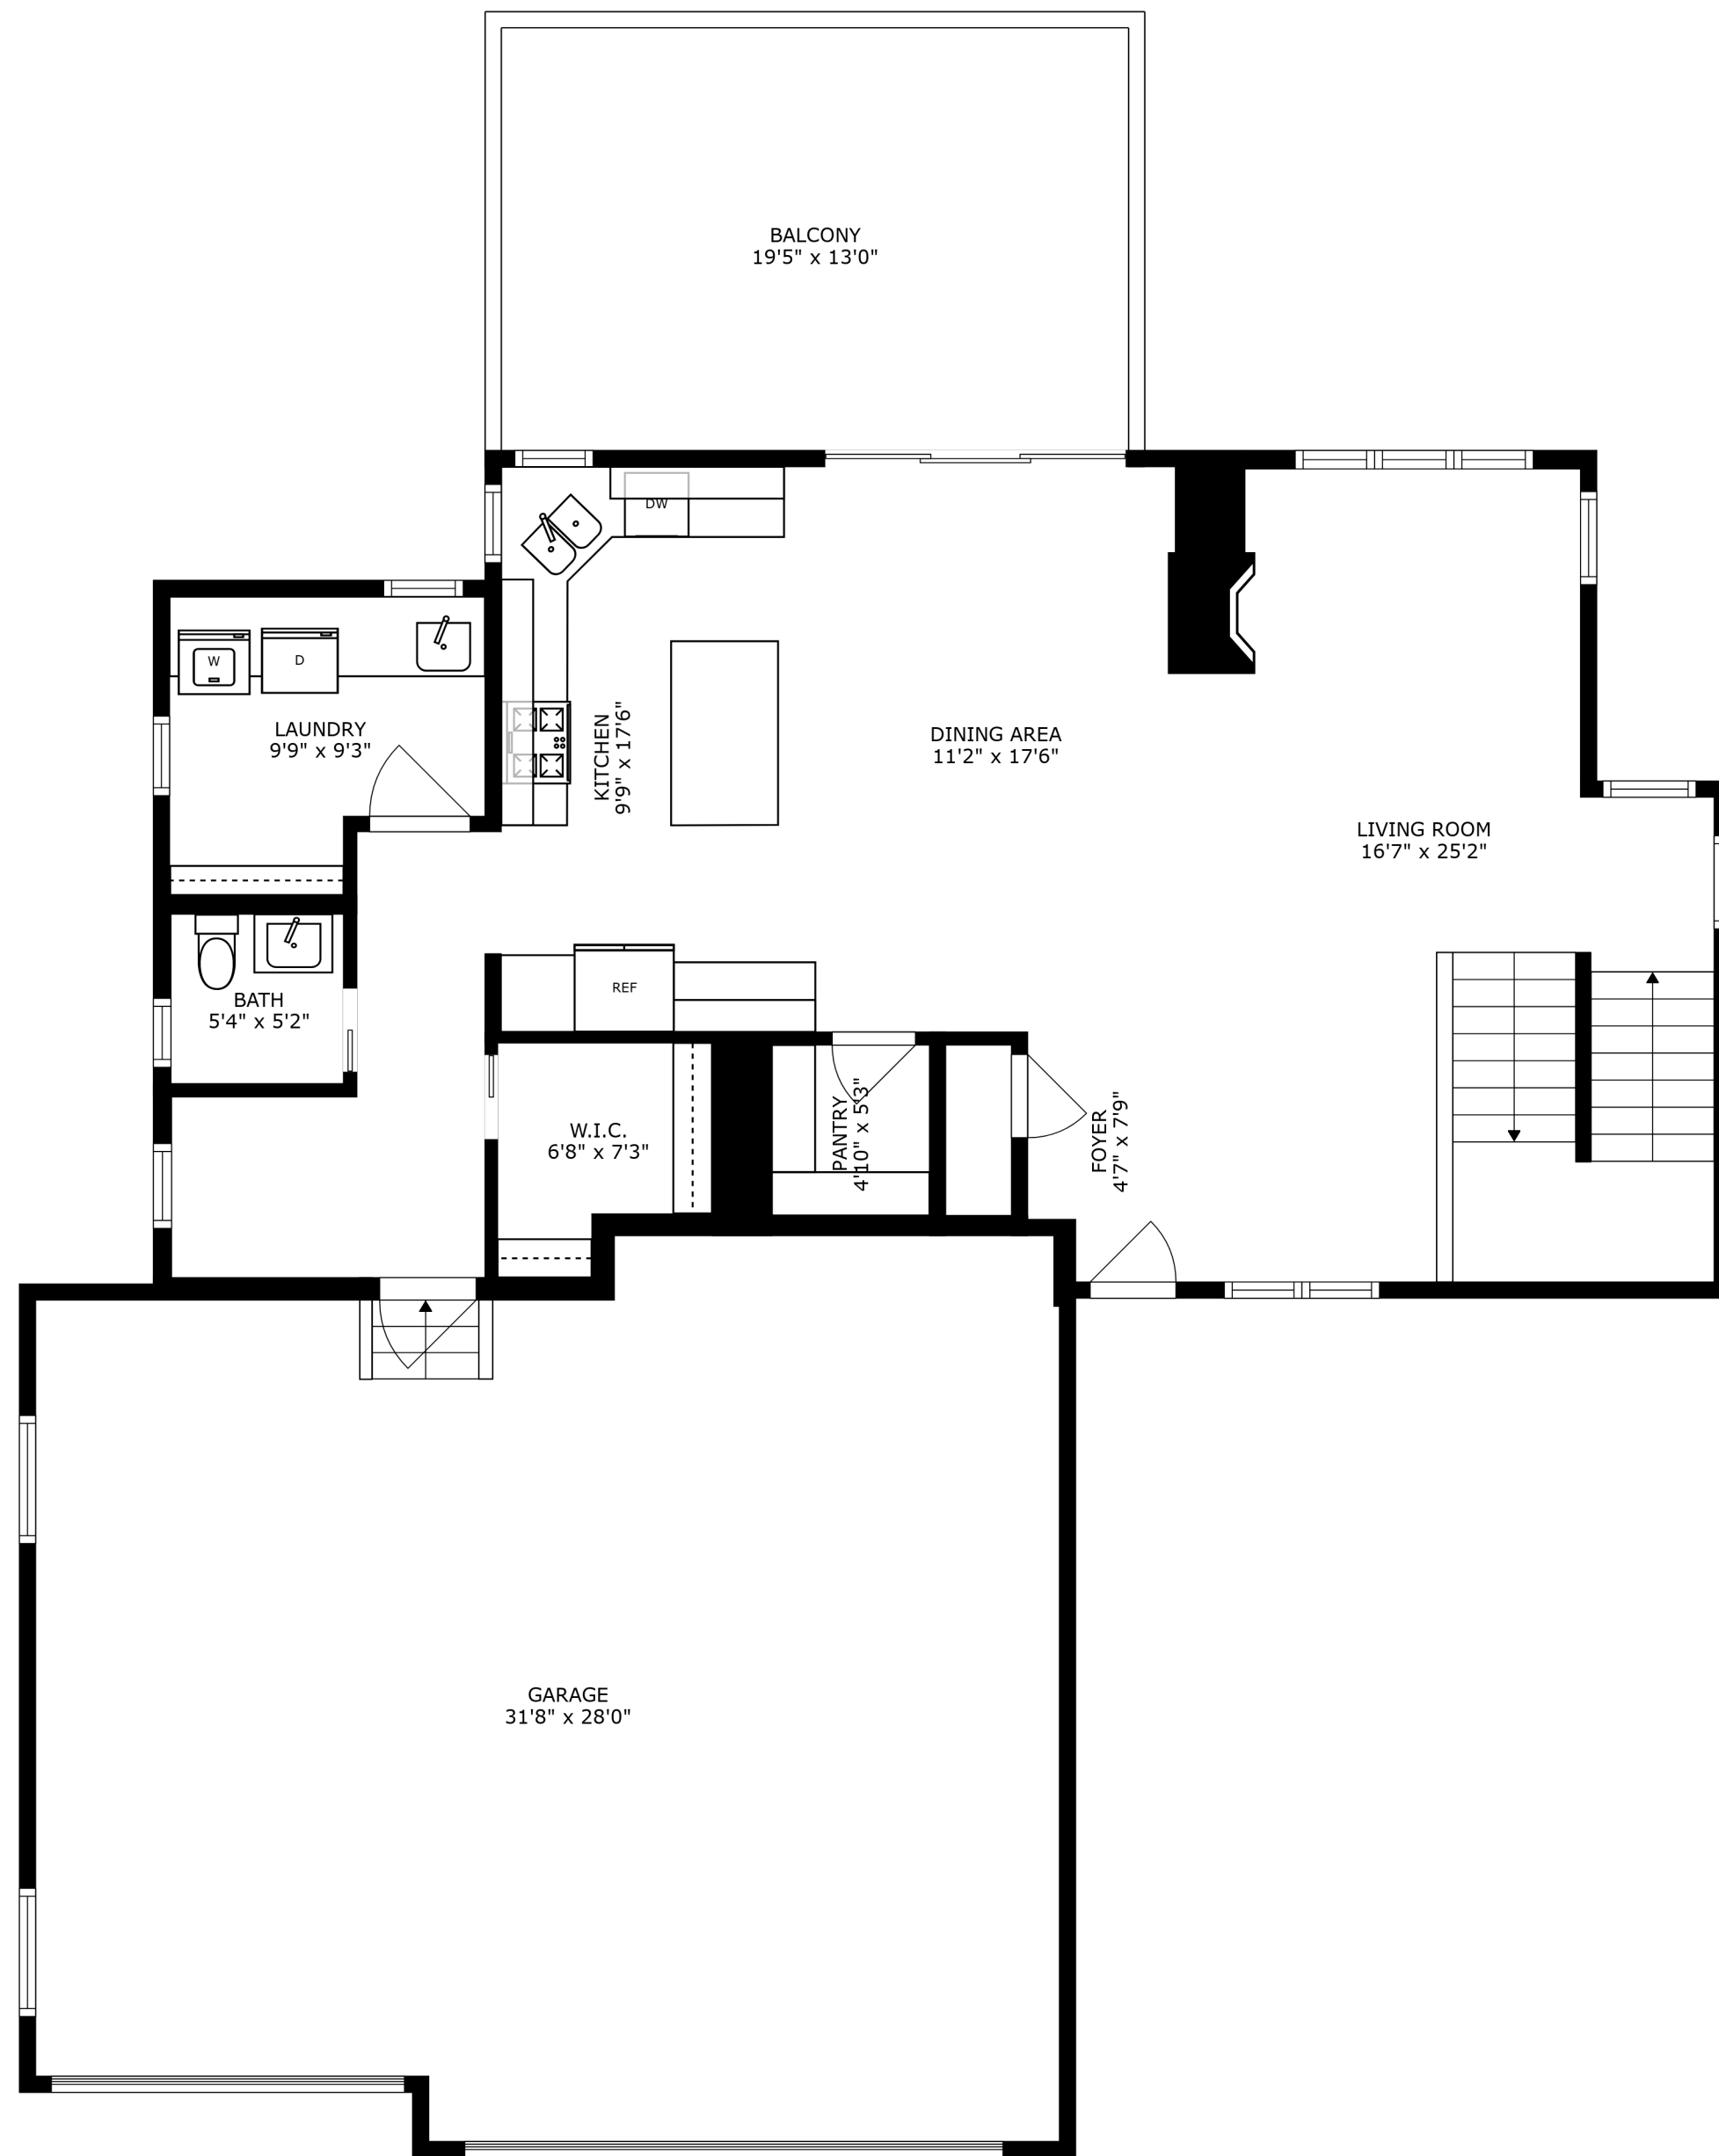 BALCONY
19'5" x 13'0"
DW
W
D
LAUNDRY
9'9" x 9'3"
KITCHEN
9'9" x 17'6"
DINING AREA
11'2" x 17'6"
LIVING ROOM
16'7" x 25'2"
REF
BATH
5'4" x 5'2"
W.I.C.
6'8" x 7'3"
PANTRY
4'10" x 5'3"
FOYER
4'7" x 7'9"
GARAGE
31'8" x 28'0"